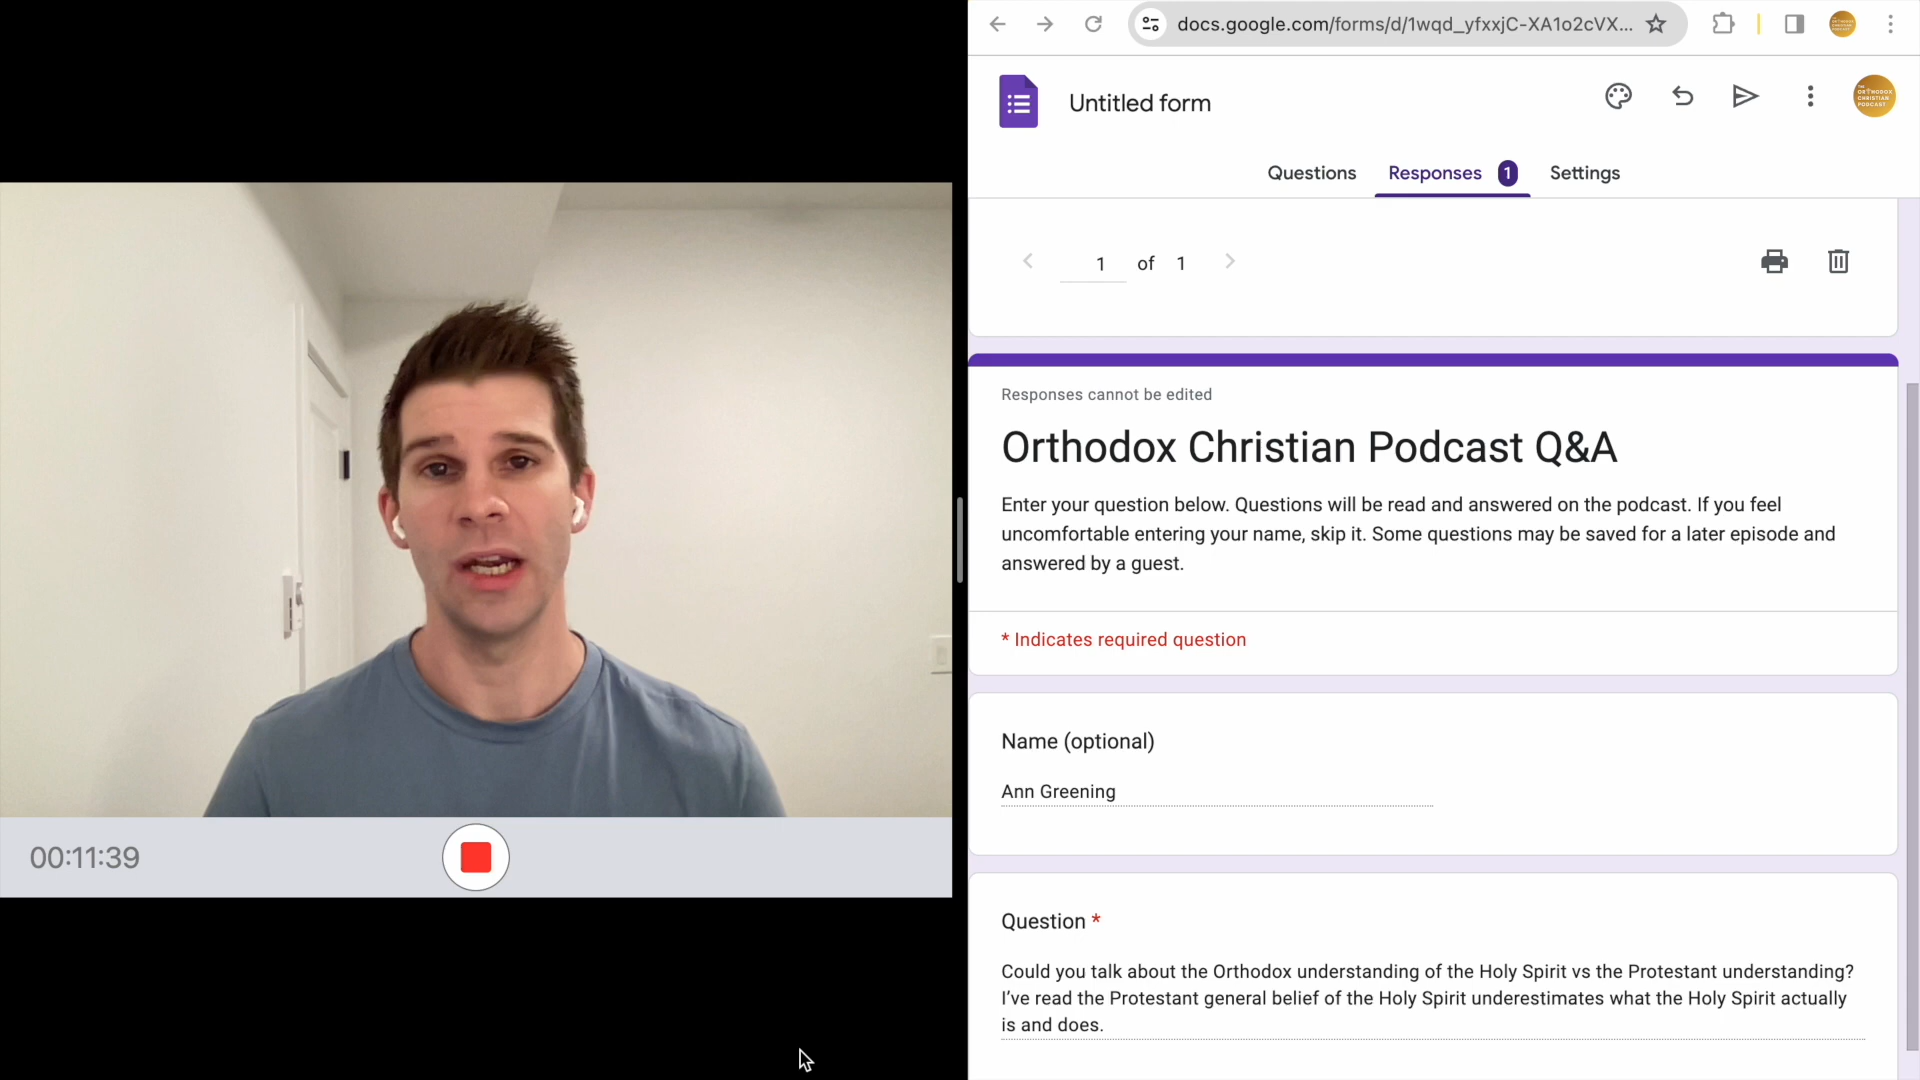 docs.google.com/forms/d/1wqd_yfxxjC-XA1o2cVX...
Untitled form
ORTHODOX
CHRISTIAN
PODCAST
Questions
Responses 1
Settings
1 of 1
Responses cannot be edited
Orthodox Christian Podcast Q&A
Enter your question below. Questions will be read and answered on the podcast. If you feel
uncomfortable entering your name, skip it. Some questions may be saved for a later episode and
answered by a guest.
* Indicates required question
Name (optional)
Ann Greening
00:11:39
Question *
Could you talk about the Orthodox understanding of the Holy Spirit vs the Protestant understanding?
I've read the Protestant general belief of the Holy Spirit underestimates what the Holy Spirit actually
is and does.